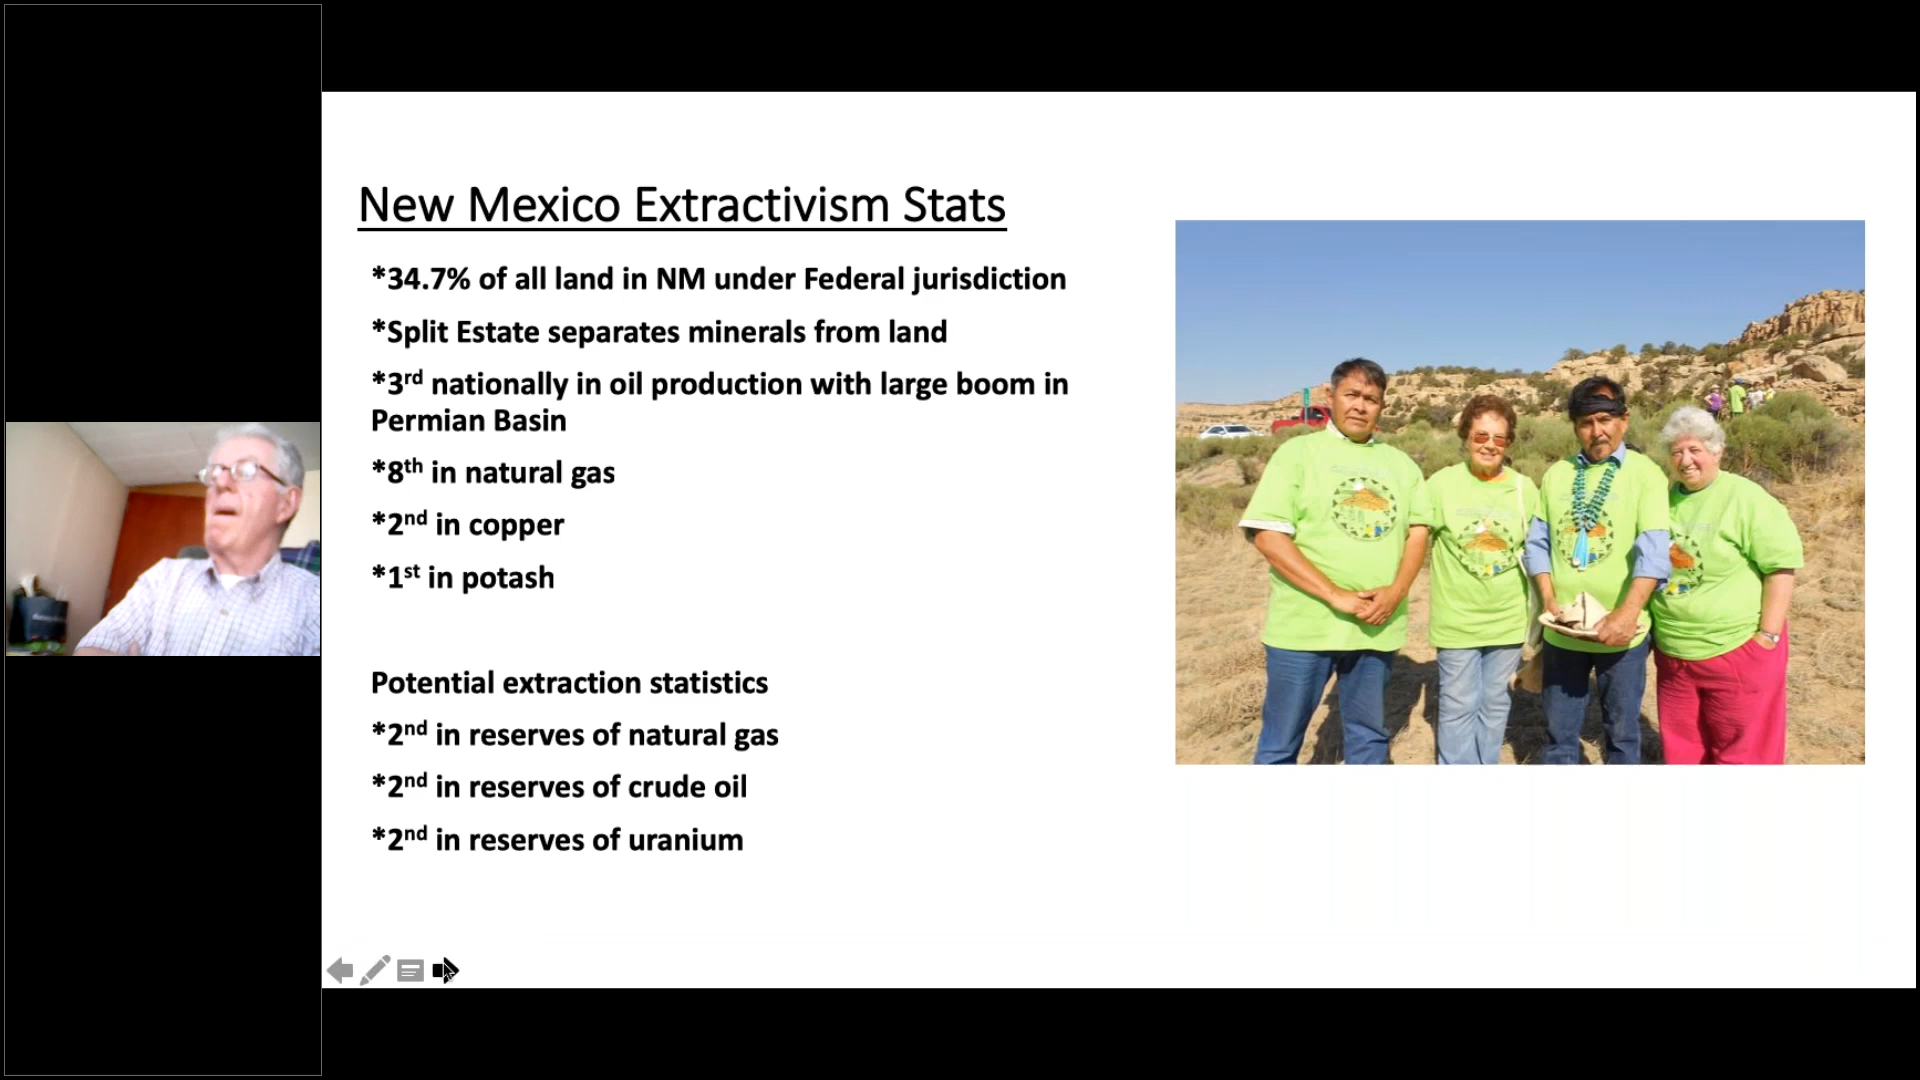 New Mexico Extractivism Stats
*34.7% of all land in NM under Federal jurisdiction
*Split Estate separates minerals from land
*3rd nationally in oil production with large boom in
Permian Basin
*8th in natural gas
*2nd in copper
*1st in potash
Potential extraction statistics
*2nd in reserves of natural gas
*2nd in reserves of crude oil
*2nd in reserves of uranium